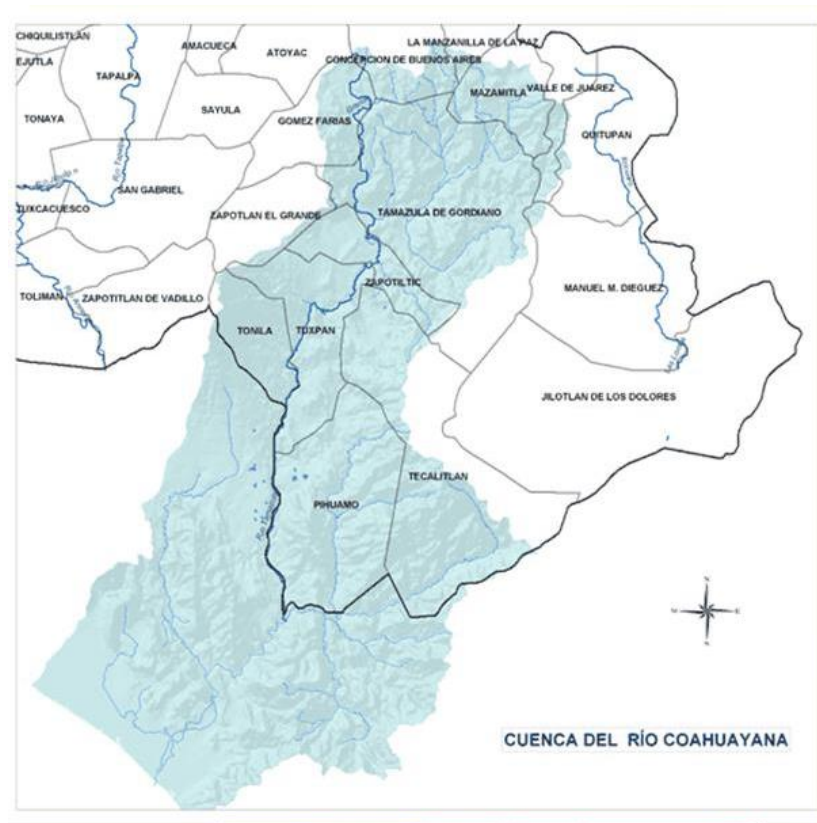 CHIQUILISTLAN
AMACUECA
ATOYAC
LA MANZANILLA DE LA PAZ
EJUTLA
TAPALPA
CONCEPCION DE BUENOS AIRES
SAYULA
MAZAMITLA
VALLE DE JUAREZ
TONAYA
GOMEZ FARIAS
QUITUPAN
Rio Tapalpa
SAN GABRIEL
TUXCACUESCO
ZAPOTLAN EL GRANDE
TAMAZULA DE GORDIANO
TOLIMAN
ZAPOTITLAN DE VADILLO
ZAPOTILTIC
MANUEL M. DIEGUEZ
TONILA
TUXPAN
JILOTLAN DE LOS DOLORES
TECALITLAN
PIHUAMO
N
E
CUENCA DEL RÍO COAHUAYANA